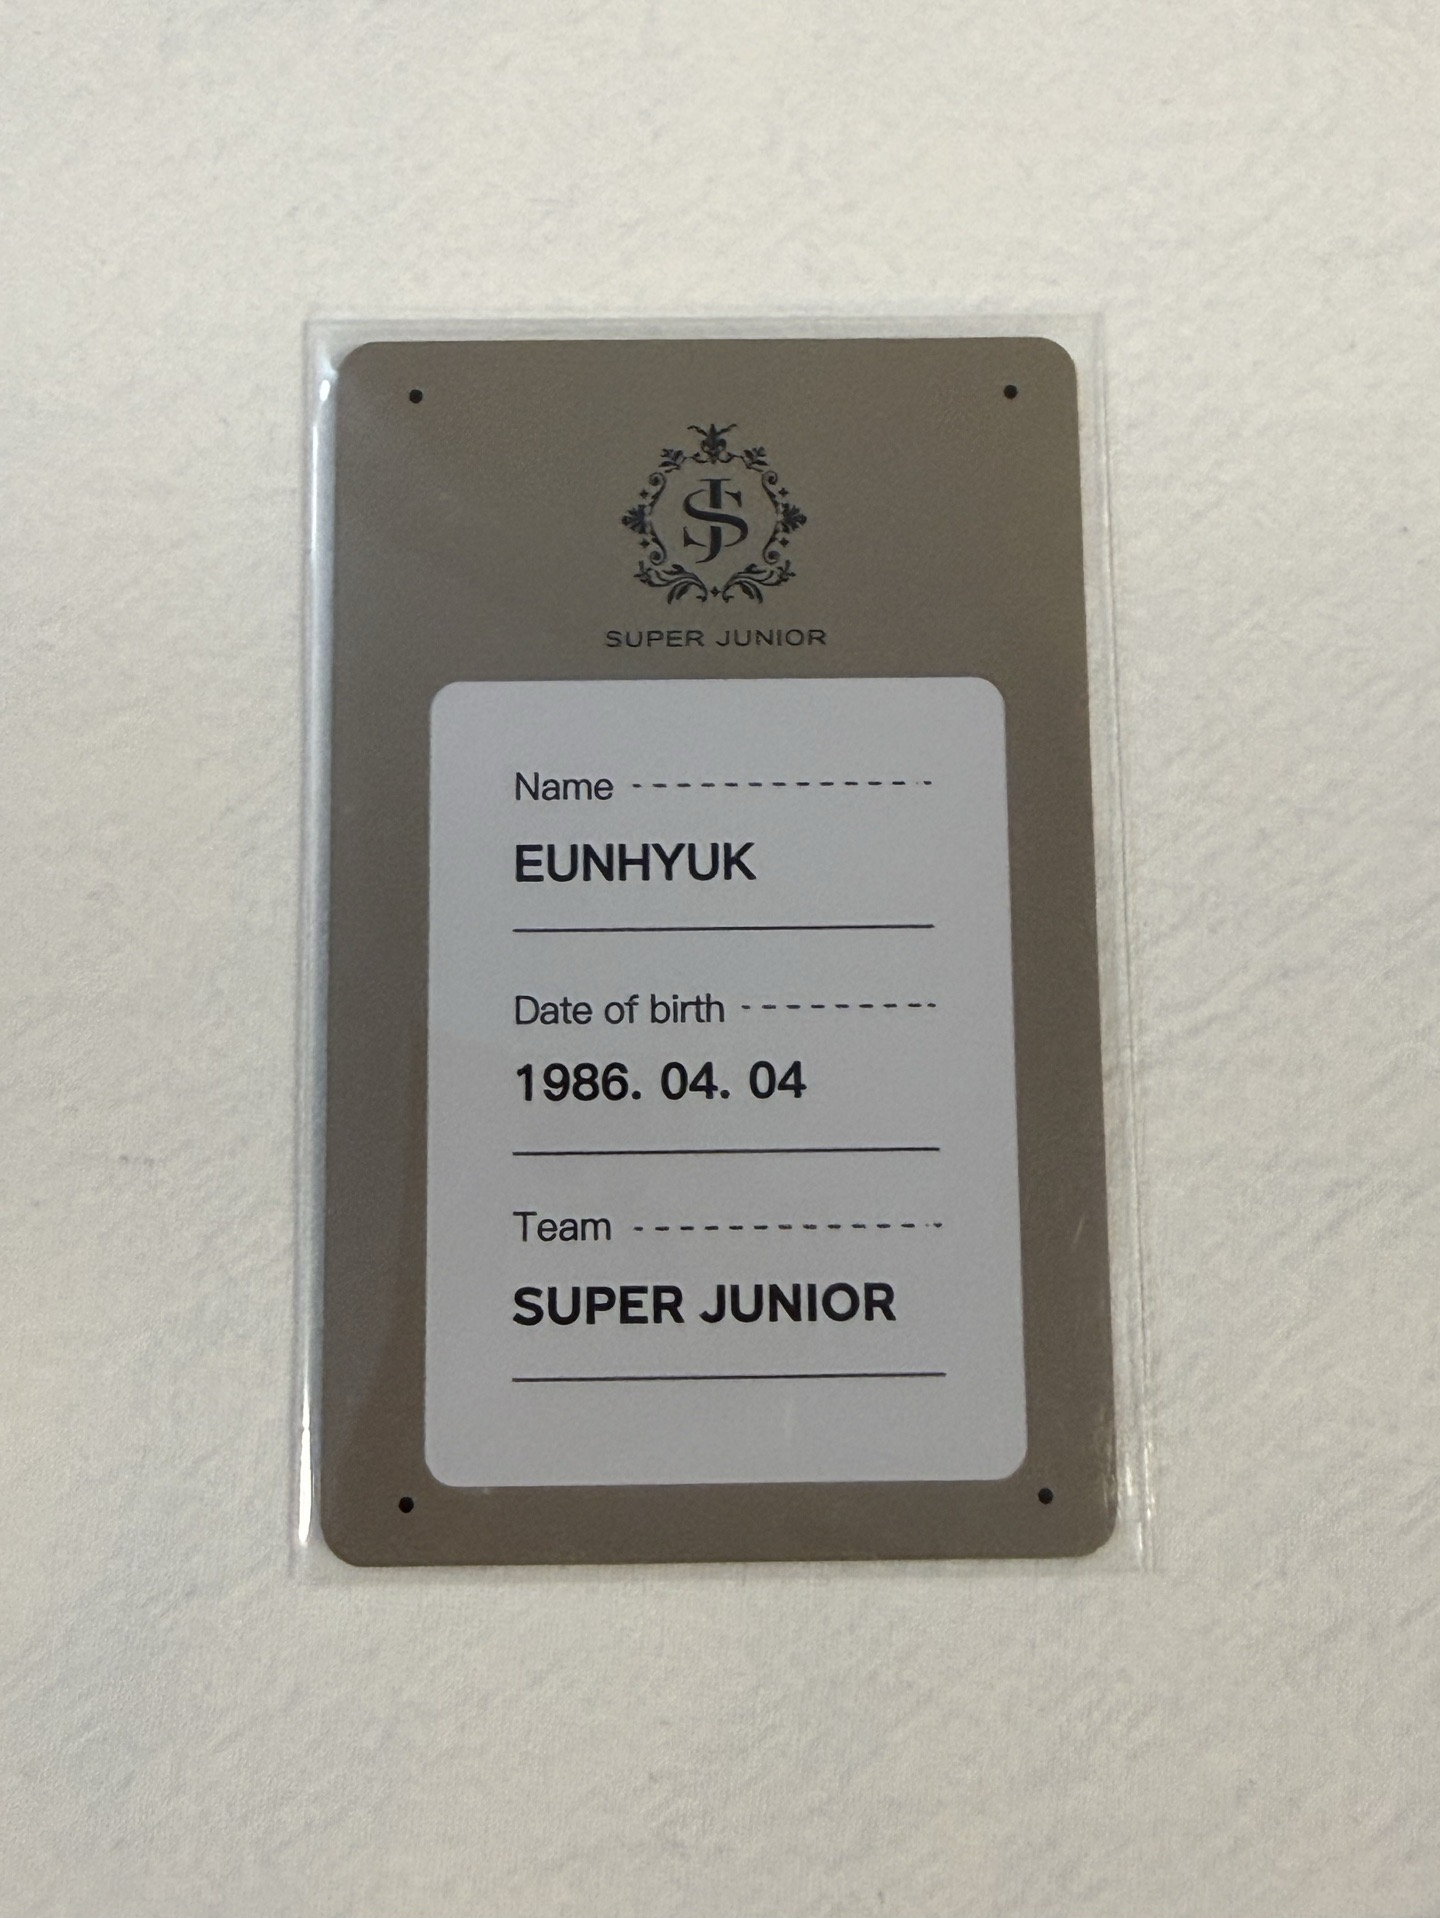 SJ
SUPER JUNIOR
Name
EUNHYUK
Date of birth
1986. 04. 04
Team
SUPER JUNIOR